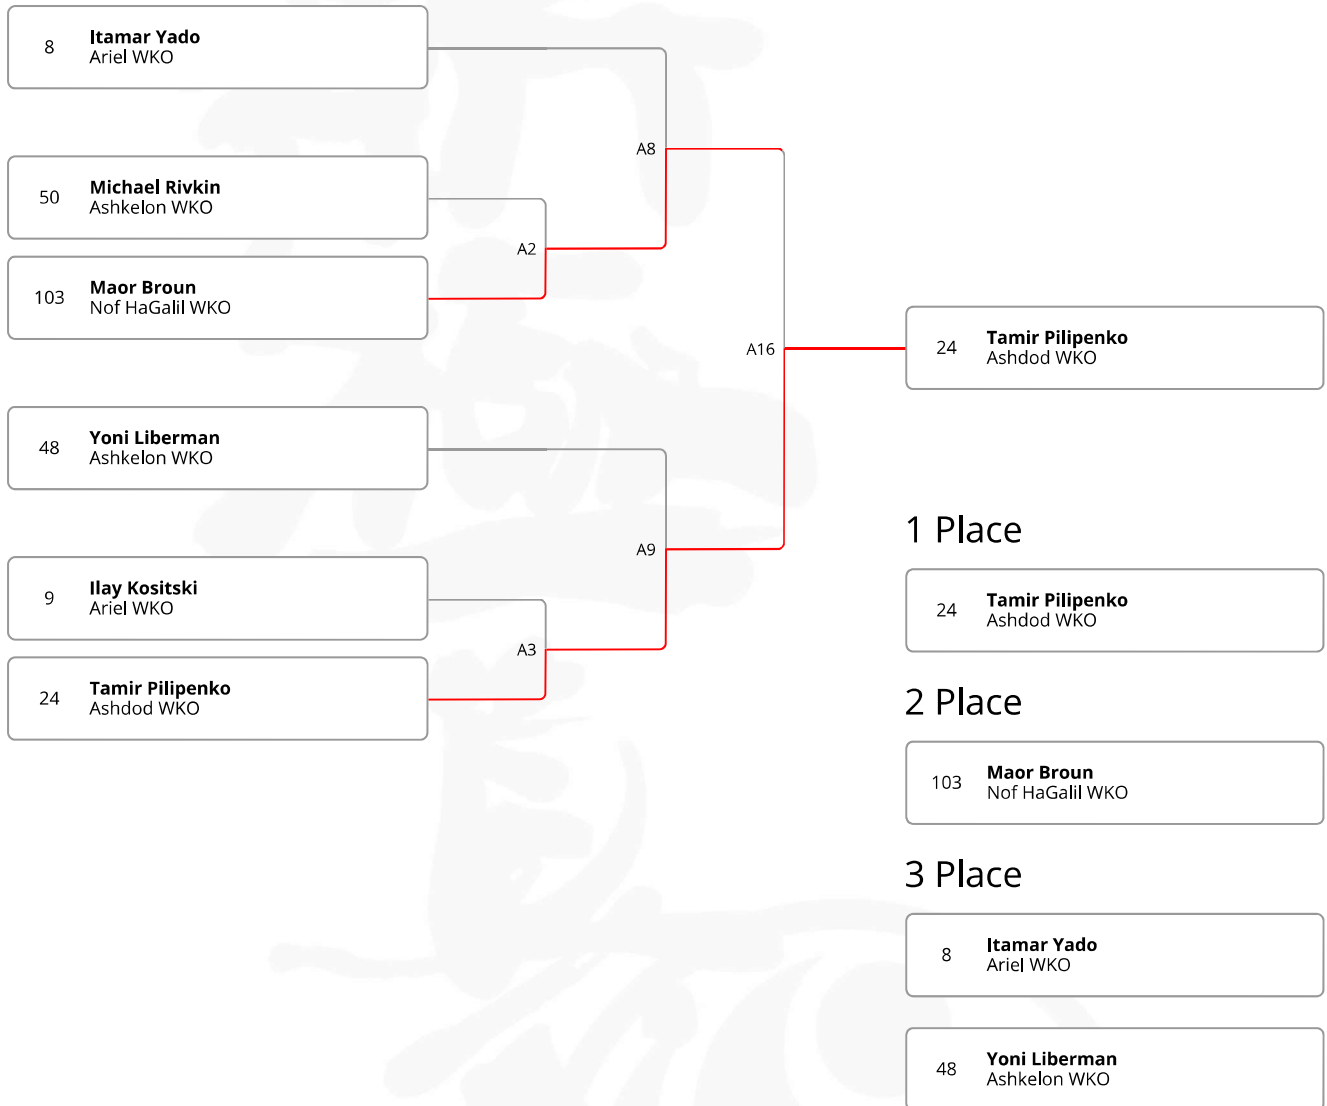 8
Itamar Yado
Ariel WKO
A8
50
Michael Rivkin
Ashkelon WKO
A2
103
Maor Broun
Nof HaGalil WKO
A16
24
Tamir Pilipenko
Ashdod WKO
48
Yoni Liberman
Ashkelon WKO
A9
9
Ilay Kositski
Ariel WKO
A3
24
Tamir Pilipenko
Ashdod WKO
1 Place
24
Tamir Pilipenko
Ashdod WKO
2 Place
103
Maor Broun
Nof HaGalil WKO
3 Place
8
Itamar Yado
Ariel WKO
48
Yoni Liberman
Ashkelon WKO